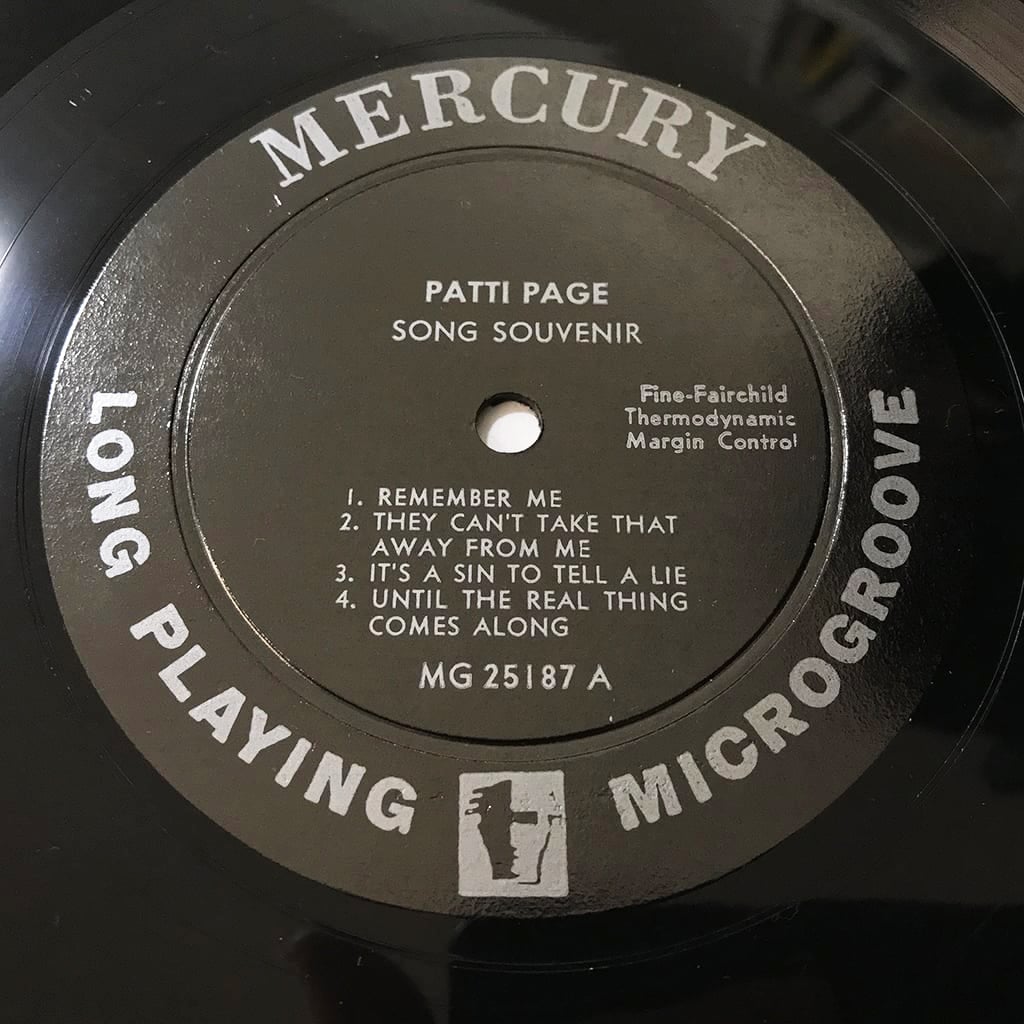 MERCURY
PATTI PAGE
SONG SOUVENIR
Fine-Fairchild
Thermodynamic
Margin Control
1. REMEMBER ME
2. THEY CAN'T TAKE THAT
AWAY FROM ME
3. IT'S A SIN TO TELL A LIE
4. UNTIL THE REAL THING
COMES ALONG
MG 25187 A
LONG PLAYING MICROGROOVE